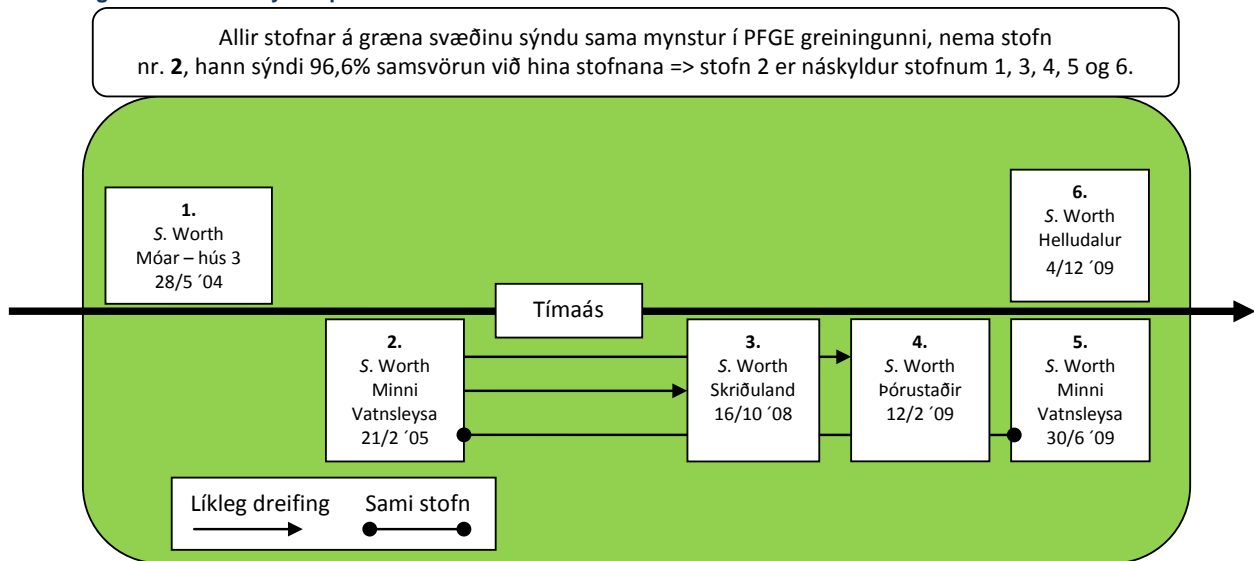 Allir stofnar á græna svæðinu sýndu sama mynstur í PFGE greiningunni, nema stofn
nr. 2, hann sýndi 96,6% samsvörun við hina stofnana => stofn 2 er náskyldur stofnum 1, 3, 4, 5 og 6.
1.
S. Worth
Móar – hús 3
28/5 ´04
6.
S. Worth
Helludalur
4/12 ´09
Tímaás
2.
S. Worth
Minni
Vatnsleysa
21/2 ´05
3.
S. Worth
Skriðuland
16/10 ´08
4.
S. Worth
Þórustaðir
12/2 ´09
5.
S. Worth
Minni
Vatnsleysa
30/6 ´09
Líkleg dreifing
Sami stofn